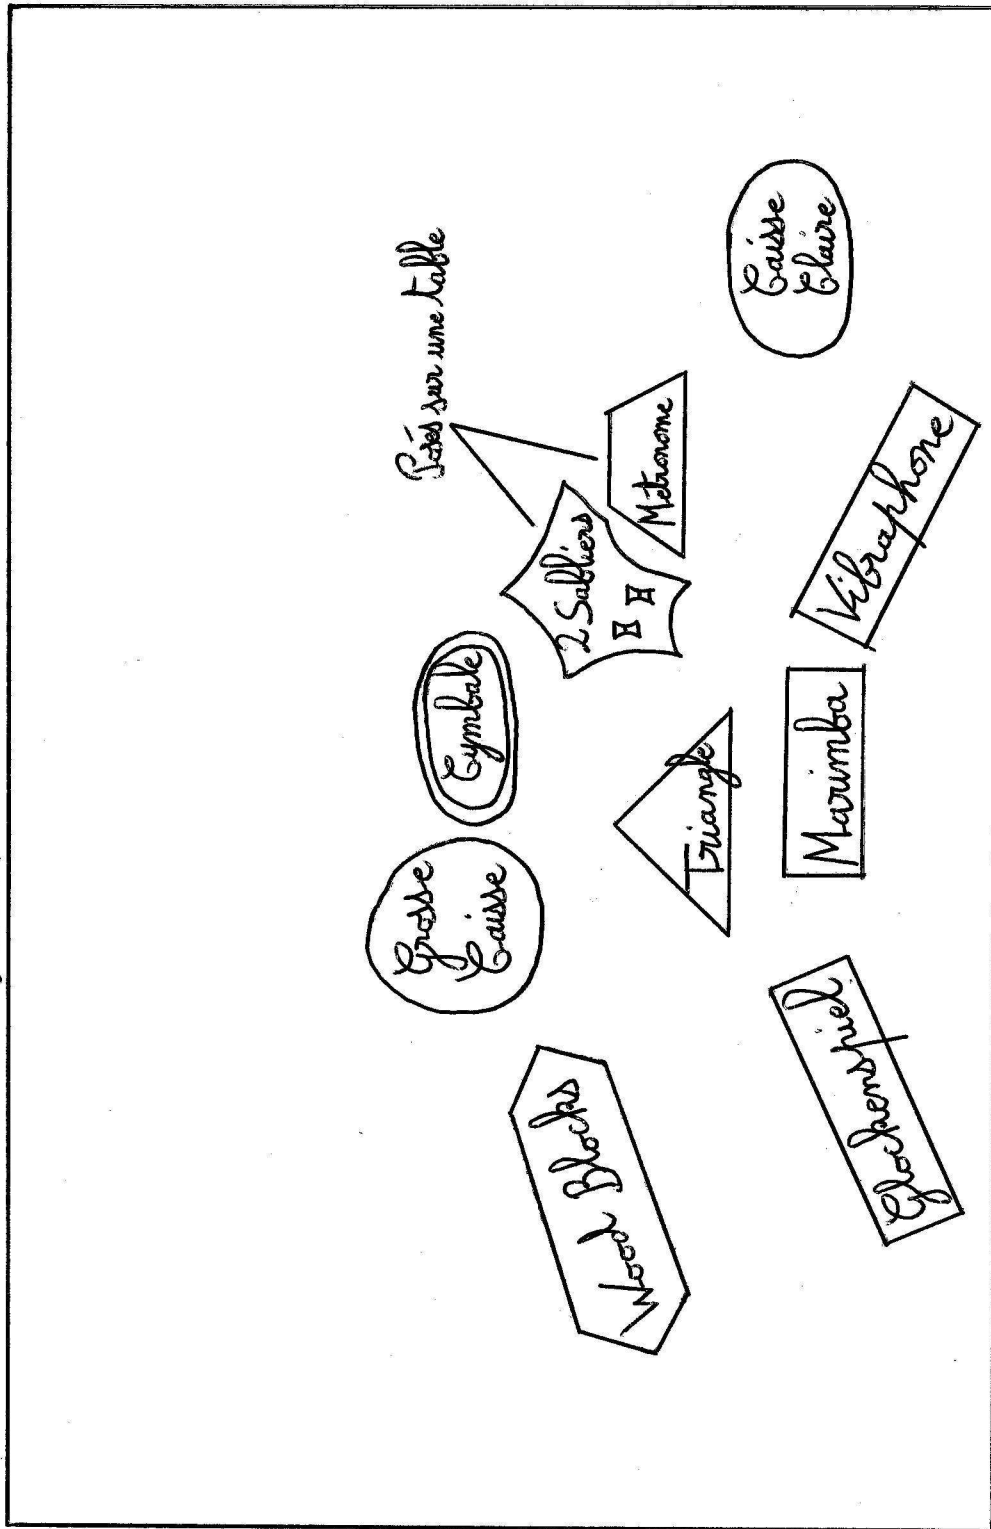 Posés sur une table
Cymbale
Grosse
Caisse
2 Sabliers
Métronome
Wood Blocks
Triangle
Caisse
Claire
Marimba
Vibraphone
Glockenspiel